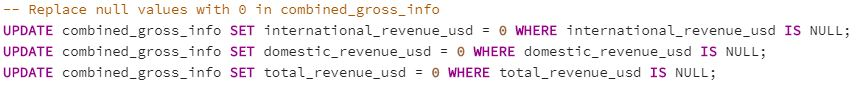 -- Replace null values with 0 in combined_gross_info
UPDATE combined_gross_info SET international_revenue_usd = 0 WHERE international_revenue_usd IS NULL;
UPDATE combined_gross_info SET domestic_revenue_usd = 0 WHERE domestic_revenue_usd IS NULL;
UPDATE combined_gross_info SET total_revenue_usd = 0 WHERE total_revenue_usd IS NULL;